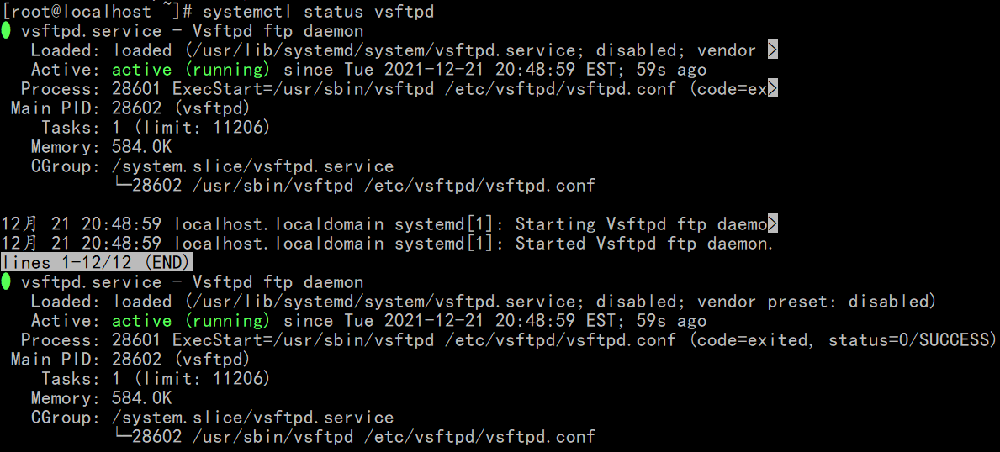 [root@localhost ~]# systemctl status vsftpd
● vsftpd.service - Vsftpd ftp daemon
   Loaded: loaded (/usr/lib/systemd/system/vsftpd.service; disabled; vendor >
   Active: active (running) since Tue 2021-12-21 20:48:59 EST; 59s ago
  Process: 28601 ExecStart=/usr/sbin/vsftpd /etc/vsftpd/vsftpd.conf (code=ex>
 Main PID: 28602 (vsftpd)
    Tasks: 1 (limit: 11206)
   Memory: 584.0K
   CGroup: /system.slice/vsftpd.service
           └─28602 /usr/sbin/vsftpd /etc/vsftpd/vsftpd.conf

12月 21 20:48:59 localhost.localdomain systemd[1]: Starting Vsftpd ftp daemo>
12月 21 20:48:59 localhost.localdomain systemd[1]: Started Vsftpd ftp daemon.
lines 1-12/12 (END)
● vsftpd.service - Vsftpd ftp daemon
   Loaded: loaded (/usr/lib/systemd/system/vsftpd.service; disabled; vendor preset: disabled)
   Active: active (running) since Tue 2021-12-21 20:48:59 EST; 59s ago
  Process: 28601 ExecStart=/usr/sbin/vsftpd /etc/vsftpd/vsftpd.conf (code=exited, status=0/SUCCESS)
 Main PID: 28602 (vsftpd)
    Tasks: 1 (limit: 11206)
   Memory: 584.0K
   CGroup: /system.slice/vsftpd.service
           └─28602 /usr/sbin/vsftpd /etc/vsftpd/vsftpd.conf